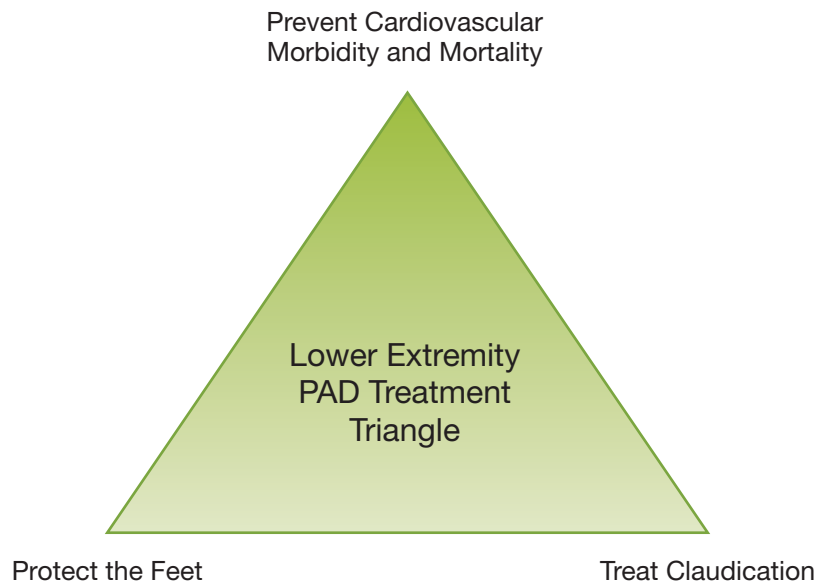 Prevent Cardiovascular
Morbidity and Mortality
Lower Extremity
PAD Treatment
Triangle
Protect the Feet
Treat Claudication